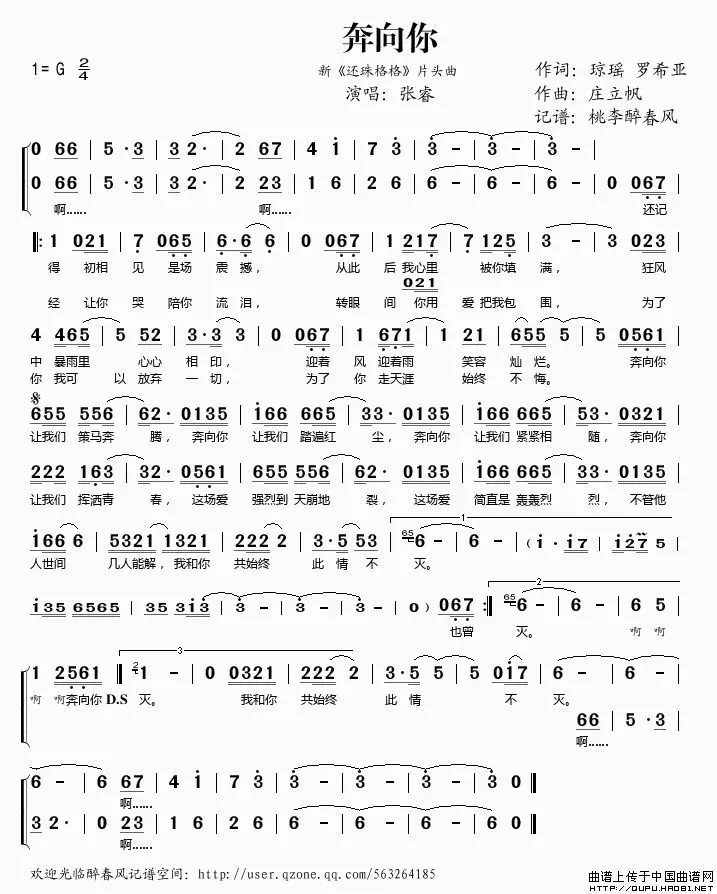 奔向你
1=G 2/4
新《还珠格格》片头曲
作词：琼瑶 罗希亚
演唱：张睿
作曲：庄立帆
记谱：桃李醉春风
0 66 | 5·3 | 32· | 2 67 | 4 1 | 7 3 | 3 – | 3 – | 3 – |
0 66 | 5·3 | 32· | 2 23 | 1 6 | 2 6 | 6 – | 6 – | 6 – | 0 067 |
啊…… 啊…… 还记
‖: 1 021 | 7 065 | 6·6 6 | 0 067 | 1 217 | 7 125 | 3 – | 3 023 |
得 初相 见 是场 震 撼， 从此 后 我心里 被你填 满， 狂风
021
经 让你 哭 陪你 流 泪， 转眼 间 你用 爱 把我包 围， 为了
4 465 | 5 52 | 3·3 3 | 0 067 | 1 671 | 1 21 | 655 5 | 5 0561 |
中 暴雨里 心心 相 印， 迎着 风 迎着雨 笑容 灿 烂。 奔向你
你 我可 以 放弃 一 切， 为了 你 走天涯 始终 不 悔。
655 556 | 62· 0135 | 166 665 | 33· 0135 | 166 665 | 53· 0321 |
让我们 策马奔 腾， 奔向你 让我们 踏遍红 尘， 奔向你 让我们 紧紧相 随， 奔向你
222 163 | 32· 0561 | 655 556 | 62· 0135 | 166 665 | 53· 0135 |
让我们 挥洒青 春， 这场爱 强烈到 天崩地 裂， 这场爱 简直是 轰轰烈 烈， 不管他
166 6 | 5321 1321 | 222 2 | 3·5 53 | 1 65 6 – | 6 – | (1· 17 | 127 5 |
人世间 几人能解，我和你 共始终 此 情 不 灭。
135 6565 | 35 313 | 3 – | 3 – | 0) 067 :‖ 2 65 6 – | 6 – | 6 5 |
也曾 灭。 啊 啊
1 2561 ‖ 3 2 1 – | 0 0321 | 222 2 | 3·5 5 | 5 017 | 6 – | 6 – |
啊 啊奔向你 D.S 灭。 我和你 共始终 此 情 不 灭。
66 | 5·3 |
啊……
6 – | 6 67 | 4 1 | 7 3 | 3 – | 3 – | 3 – | 3 0 ‖
啊……
32· | 0 23 | 1 6 | 2 6 | 6 – | 6 – | 6 – | 6 0 ‖
啊……
欢迎光临醉春风记谱空间：http://user.qzone.qq.com/563264185
曲谱上传于中国曲谱网
http://QUPU.HAO81.NET